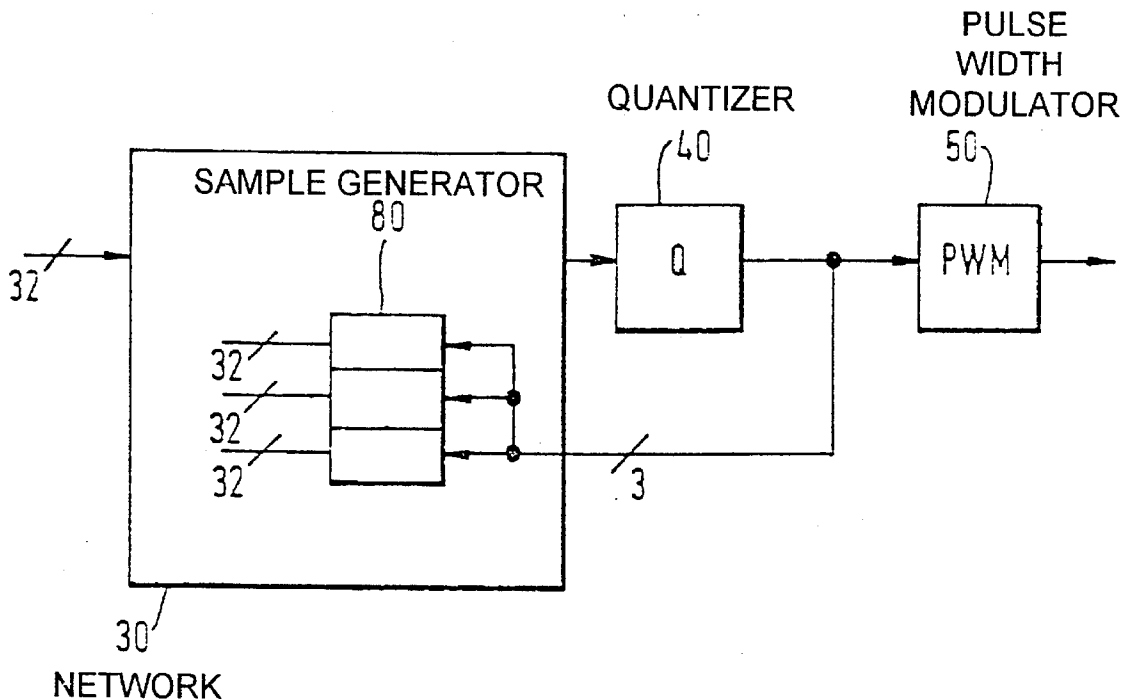 PULSE
WIDTH
MODULATOR
50
QUANTIZER
40
SAMPLE GENERATOR
80
32
Q
PWM
32
32
32
3
30
NETWORK